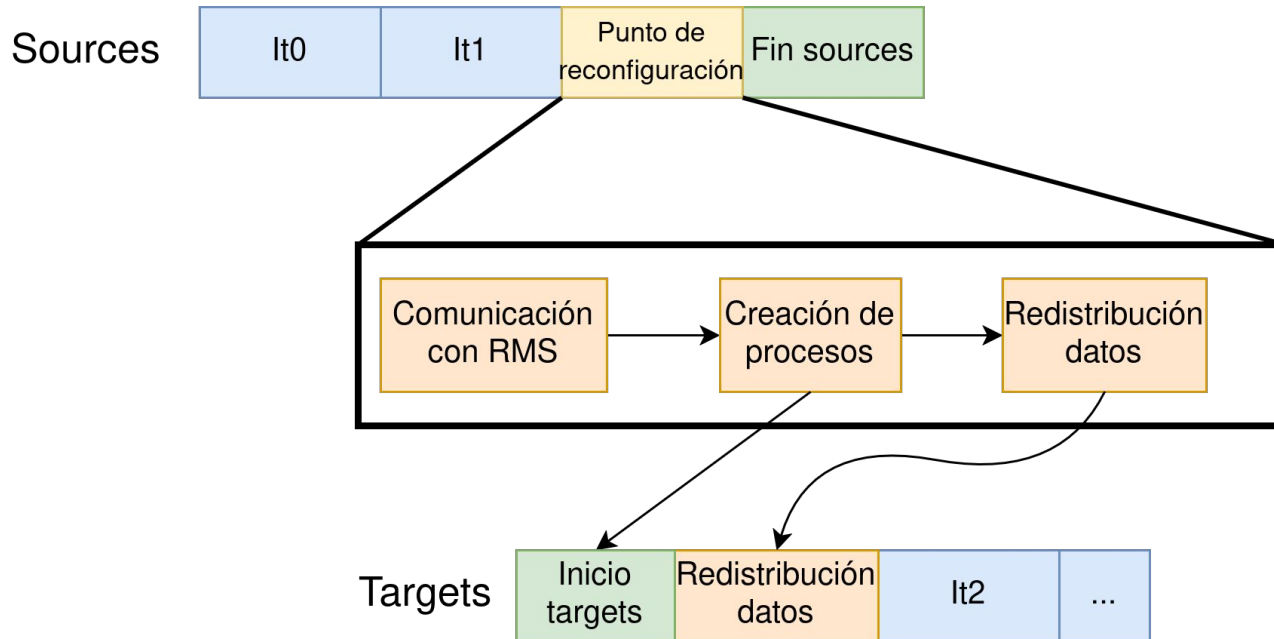 Sources
It0
It1
Punto de
reconfiguración
Fin sources
Comunicación
con RMS
Creación de
procesos
Redistribución
datos
Targets
Inicio
targets
Redistribución
datos
It2
...